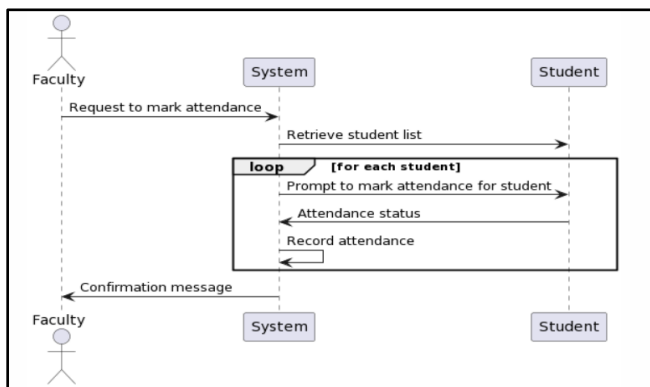 Faculty
System
Student
Request to mark attendance
Retrieve student list
loop [for each student]
Prompt to mark attendance for student
Attendance status
Record attendance
Confirmation message
Faculty
System
Student